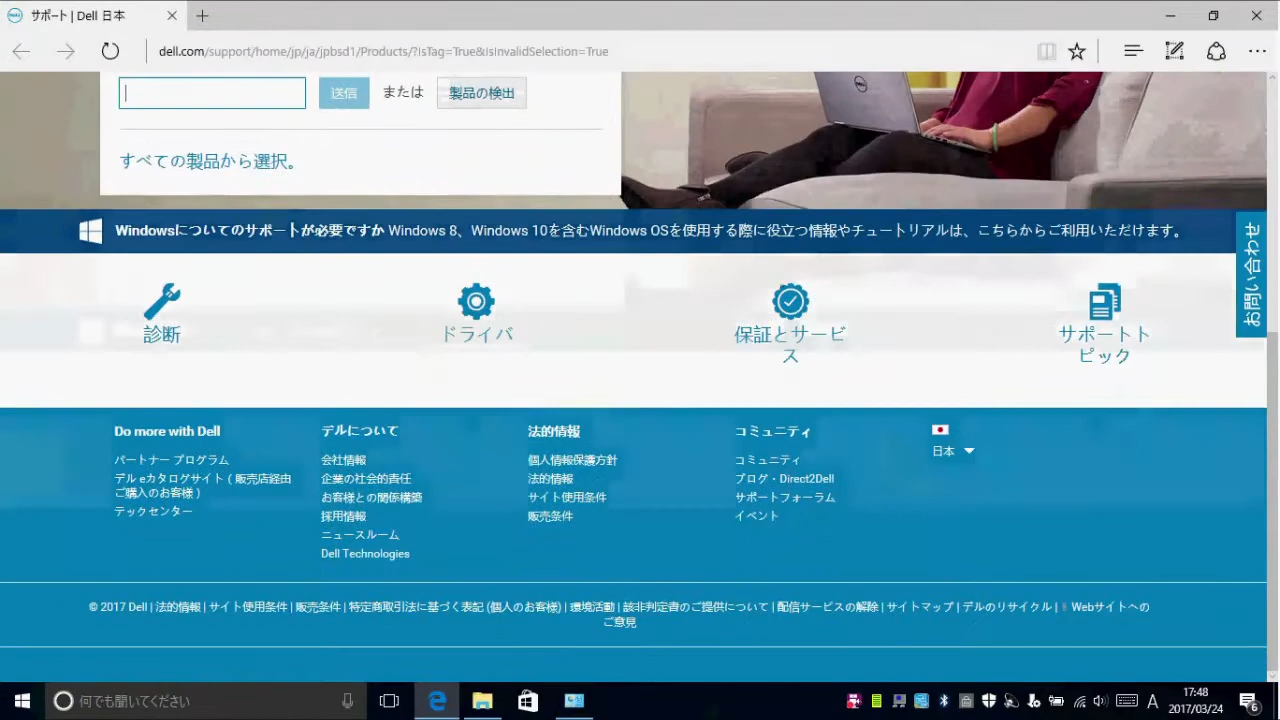 サポート | Dell 日本
dell.com/support/home/jp/ja/jpbsd1/Products/?IsTag=True&IsInvalidSelection=True
送信 または 製品の検出
すべての製品から選択。
Windowsについてのサポートが必要ですか Windows 8、Windows 10を含むWindows OSを使用する際に役立つ情報やチュートリアルは、こちらからご利用いただけます。
お問い合わせ
診断
ドライバ
保証とサービ
ス
サポートト
ピック
Do more with Dell
パートナー プログラム
デル eカタログサイト（販売店経由
ご購入のお客様）
テックセンター
デルについて
会社情報
企業の社会的責任
お客様との関係構築
採用情報
ニュースルーム
Dell Technologies
法的情報
個人情報保護方針
法的情報
サイト使用条件
販売条件
コミュニティ
コミュニティ
ブログ・Direct2Dell
サポートフォーラム
イベント
日本
© 2017 Dell | 法的情報 | サイト使用条件 | 販売条件 | 特定商取引法に基づく表記 (個人のお客様) | 環境活動 | 該非判定書のご提供について | 配信サービスの解除 | サイトマップ | デルのリサイクル | Webサイトへの
ご意見
何でも聞いてください
A
17:48
2017/03/24
6